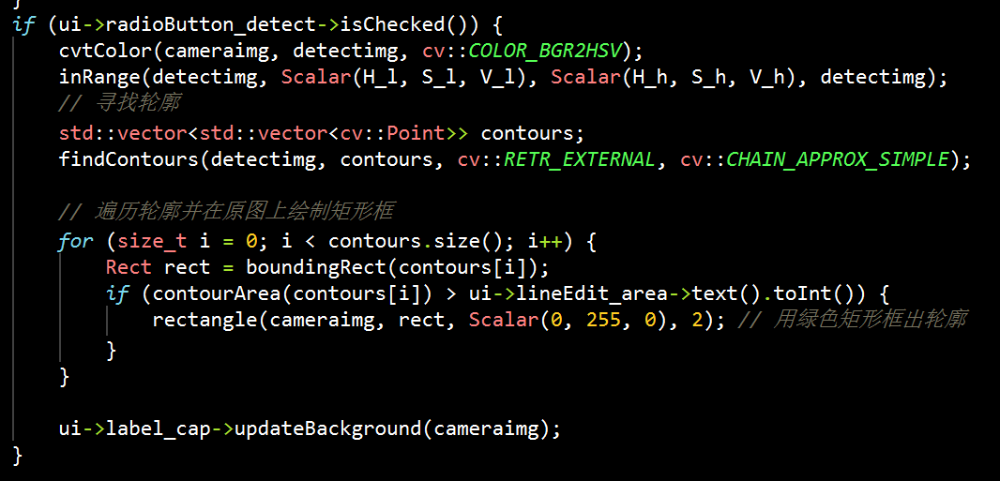 }
if (ui->radioButton_detect->isChecked()) {
    cvtColor(cameraimg, detectimg, cv::COLOR_BGR2HSV);
    inRange(detectimg, Scalar(H_l, S_l, V_l), Scalar(H_h, S_h, V_h), detectimg);
    // 寻找轮廓
    std::vector<std::vector<cv::Point>> contours;
    findContours(detectimg, contours, cv::RETR_EXTERNAL, cv::CHAIN_APPROX_SIMPLE);
    // 遍历轮廓并在原图上绘制矩形框
    for (size_t i = 0; i < contours.size(); i++) {
        Rect rect = boundingRect(contours[i]);
        if (contourArea(contours[i]) > ui->lineEdit_area->text().toInt()) {
            rectangle(cameraimg, rect, Scalar(0, 255, 0), 2); // 用绿色矩形框出轮廓
        }
    }
    ui->label_cap->updateBackground(cameraimg);
}